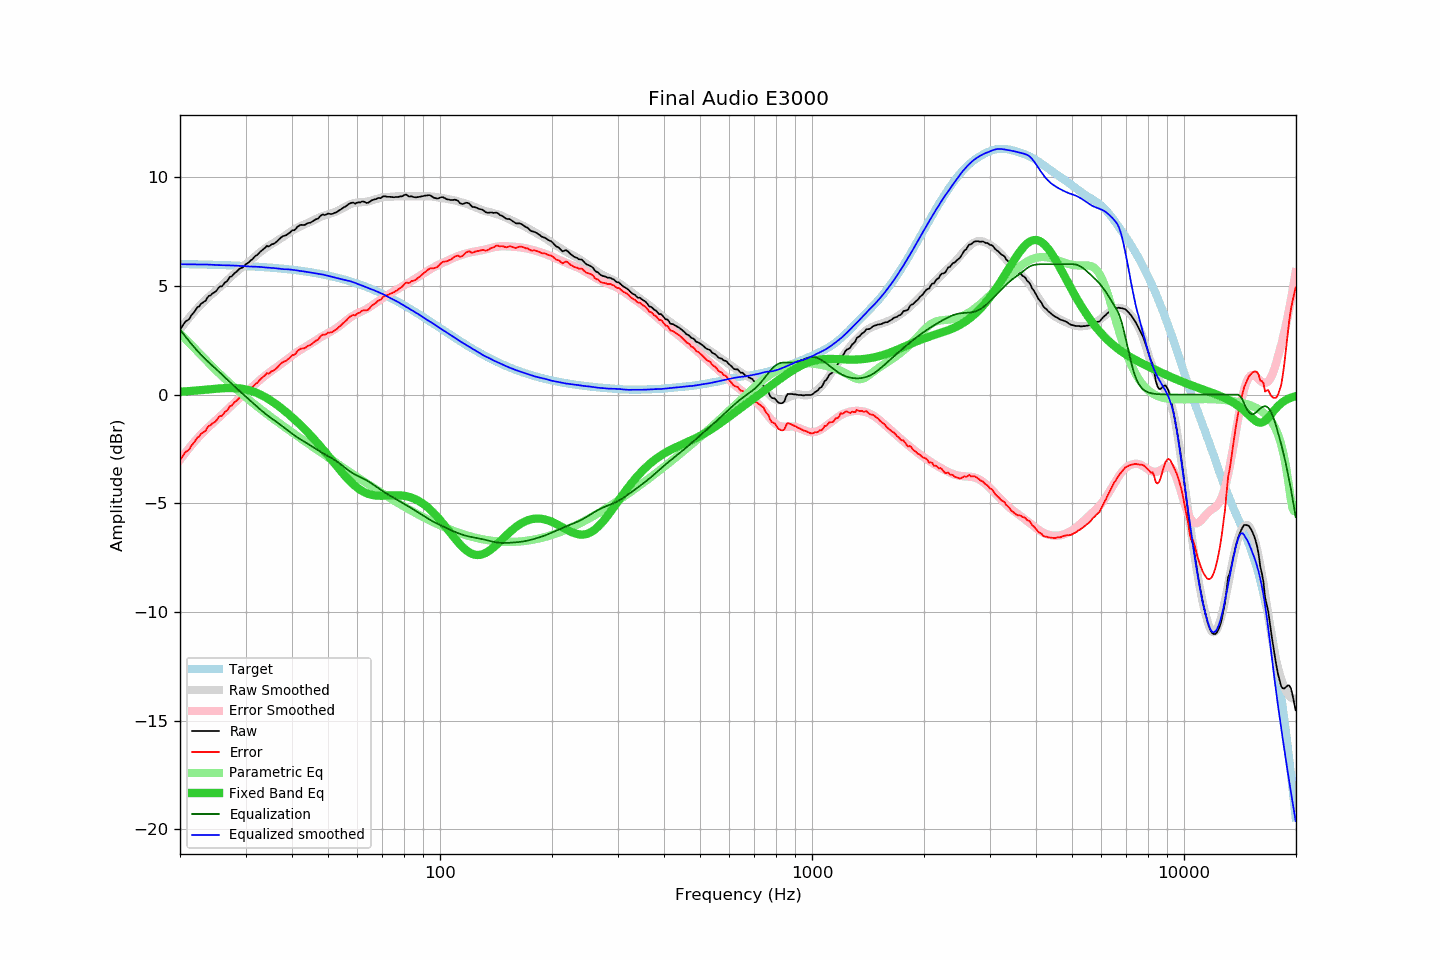 Final Audio E3000
Amplitude (dBr)
10
5
0
−5
−10
−15
−20
Target
Raw Smoothed
Error Smoothed
Raw
Error
Parametric Eq
Fixed Band Eq
Equalization
Equalized smoothed
100 1000 10000
Frequency (Hz)